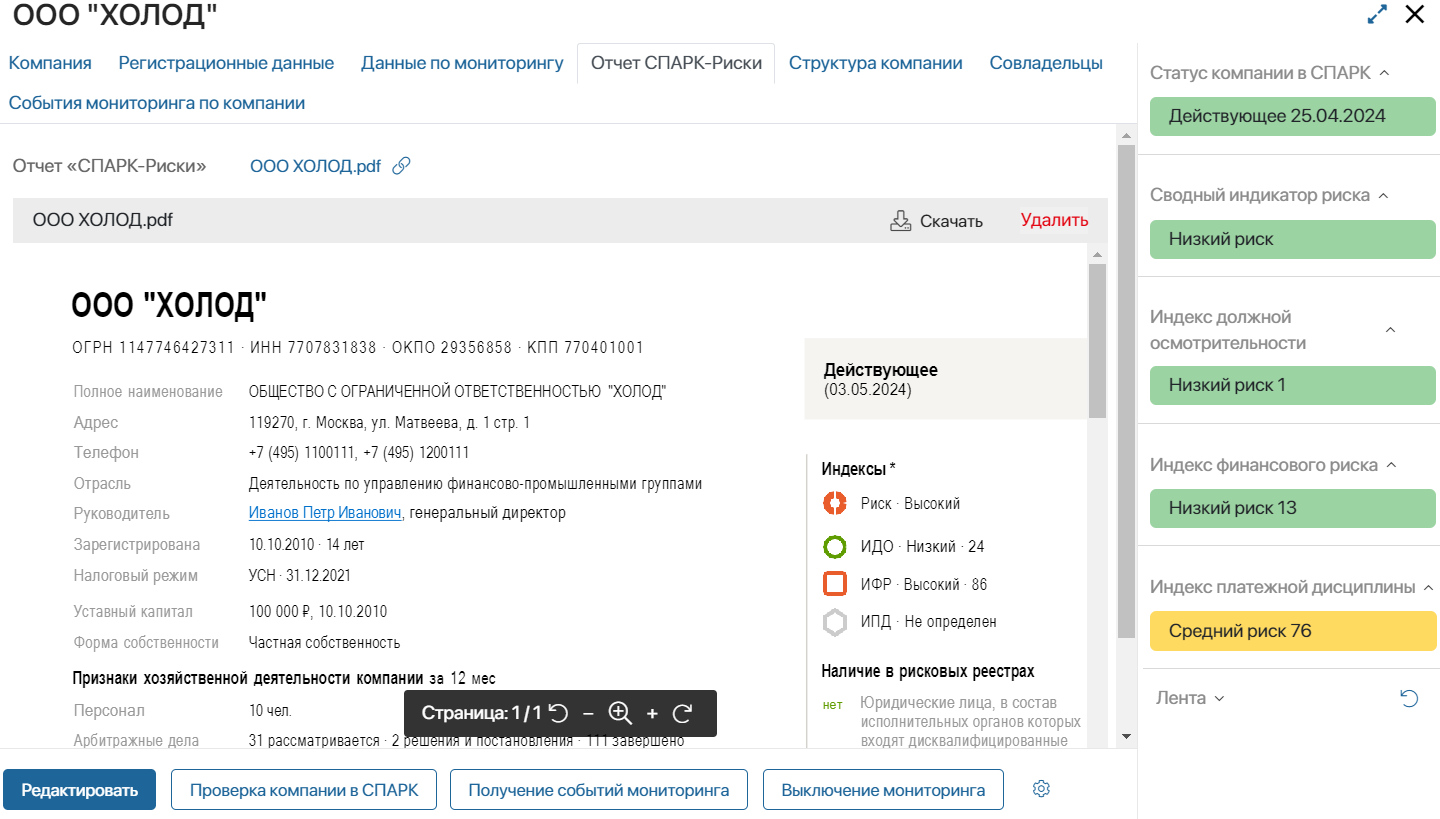 ООО "ХОЛОД"
Компания Регистрационные данные Данные по мониторингу Отчет СПАРК-Риски Структура компании Совладельцы
События мониторинга по компании
Отчет «СПАРК-Риски» ООО ХОЛОД.pdf
ООО ХОЛОД.pdf Скачать Удалить
ООО "ХОЛОД"
ОГРН 1147746427311 · ИНН 7707831838 · ОКПО 29356858 · КПП 770401001
Полное наименование ОБЩЕСТВО С ОГРАНИЧЕННОЙ ОТВЕТСТВЕННОСТЬЮ "ХОЛОД"
Адрес 119270, г. Москва, ул. Матвеева, д. 1 стр. 1
Телефон +7 (495) 1100111, +7 (495) 1200111
Отрасль Деятельность по управлению финансово-промышленными группами
Руководитель Иванов Петр Иванович, генеральный директор
Зарегистрирована 10.10.2010 · 14 лет
Налоговый режим УСН · 31.12.2021
Уставный капитал 100 000 ₽, 10.10.2010
Форма собственности Частная собственность
Признаки хозяйственной деятельности компании за 12 мес
Персонал 10 чел.
Арбитражные дела 31 рассматривается · 2 решения и постановления · 111 завершено
Страница: 1 / 1
Действующее
(03.05.2024)
Индексы *
Риск · Высокий
ИДО · Низкий · 24
ИФР · Высокий · 86
ИПД · Не определен
Наличие в рисковых реестрах
нет Юридические лица, в состав
исполнительных органов которых
входят дисквалифицированные
Редактировать Проверка компании в СПАРК Получение событий мониторинга Выключение мониторинга
Статус компании в СПАРК
Действующее 25.04.2024
Сводный индикатор риска
Низкий риск
Индекс должной
осмотрительности
Низкий риск 1
Индекс финансового риска
Низкий риск 13
Индекс платежной дисциплины
Средний риск 76
Лента